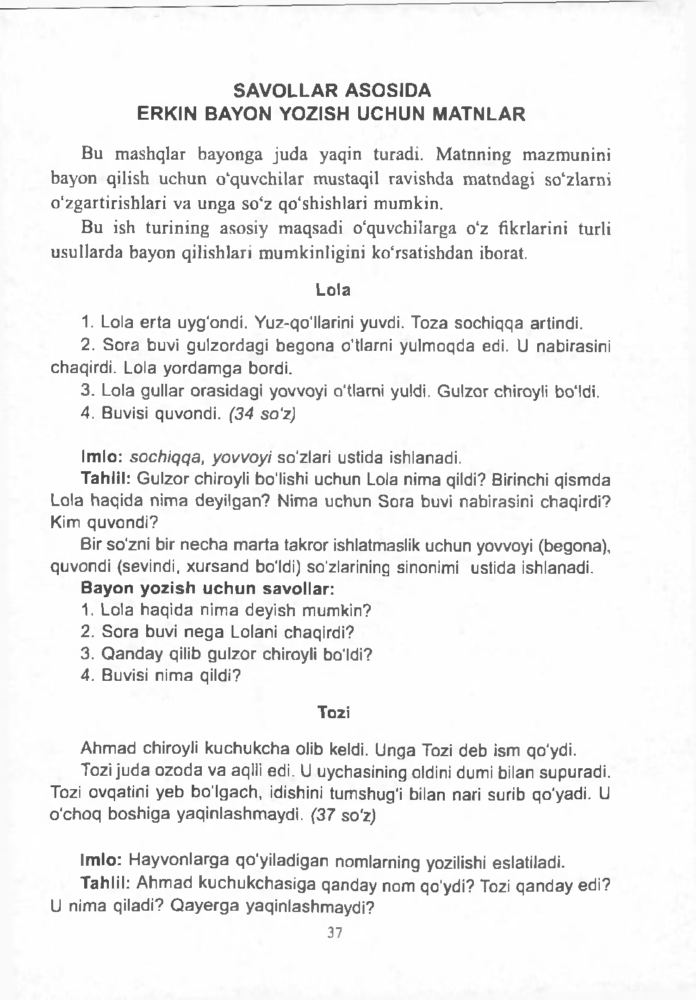 SAVOLLAR ASOSIDA
ERKIN BAYON YOZISH UCHUN MATNLAR
Bu mashqlar bayonga juda yaqin turadi. Matnning mazmunini
bayon qilish uchun o‘quvchilar mustaqil ravishda matndagi so‘zlarni
o‘zgartirishlari va unga so‘z qo‘shishlari mumkin.
Bu ish turining asosiy maqsadi o‘quvchilarga o‘z fikrlarini turli
usullarda bayon qilishlari mumkinligini ko‘rsatishdan iborat.
Lola
1. Lola erta uyg'ondi. Yuz-qo'llarini yuvdi. Toza sochiqqa artindi.
2. Sora buvi gulzordagi begona o'tlarni yulmoqda edi. U nabirasini
chaqirdi. Lola yordamga bordi.
3. Lola gullar orasidagi yovvoyi o'tlarni yuldi. Gulzor chiroyli bo'ldi.
4. Buvisi quvondi. (34 so'z)
Imlo: sochiqqa, yovvoyi so'zlari ustida ishlanadi.
Tahlil: Gulzor chiroyli bo'lishi uchun Lola nima qildi? Birinchi qismda
Lola haqida nima deyilgan? Nima uchun Sora buvi nabirasini chaqirdi?
Kim quvondi?
Bir so'zni bir necha marta takror ishlatmaslik uchun yovvoyi (begona),
quvondi (sevindi, xursand bo'ldi) so'zlarining sinonimi ustida ishlanadi.
Bayon yozish uchun savollar:
1. Lola haqida nima deyish mumkin?
2. Sora buvi nega Lolani chaqirdi?
3. Qanday qilib gulzor chiroyli bo'ldi?
4. Buvisi nima qildi?
Tozi
Ahmad chiroyli kuchukcha olib keldi. Unga Tozi deb ism qo'ydi.
Tozi juda ozoda va aqlli edi. U uychasining oldini dumi bilan supuradi.
Tozi ovqatini yeb bo'lgach, idishini tumshug'i bilan nari surib qo'yadi. U
o'choq boshiga yaqinlashmaydi. (37 so'z)
Imlo: Hayvonlarga qo'yiladigan nomlarning yozilishi eslatiladi.
Tahlil: Ahmad kuchukchasiga qanday nom qo'ydi? Tozi qanday edi?
U nima qiladi? Qayerga yaqinlashmaydi?
37